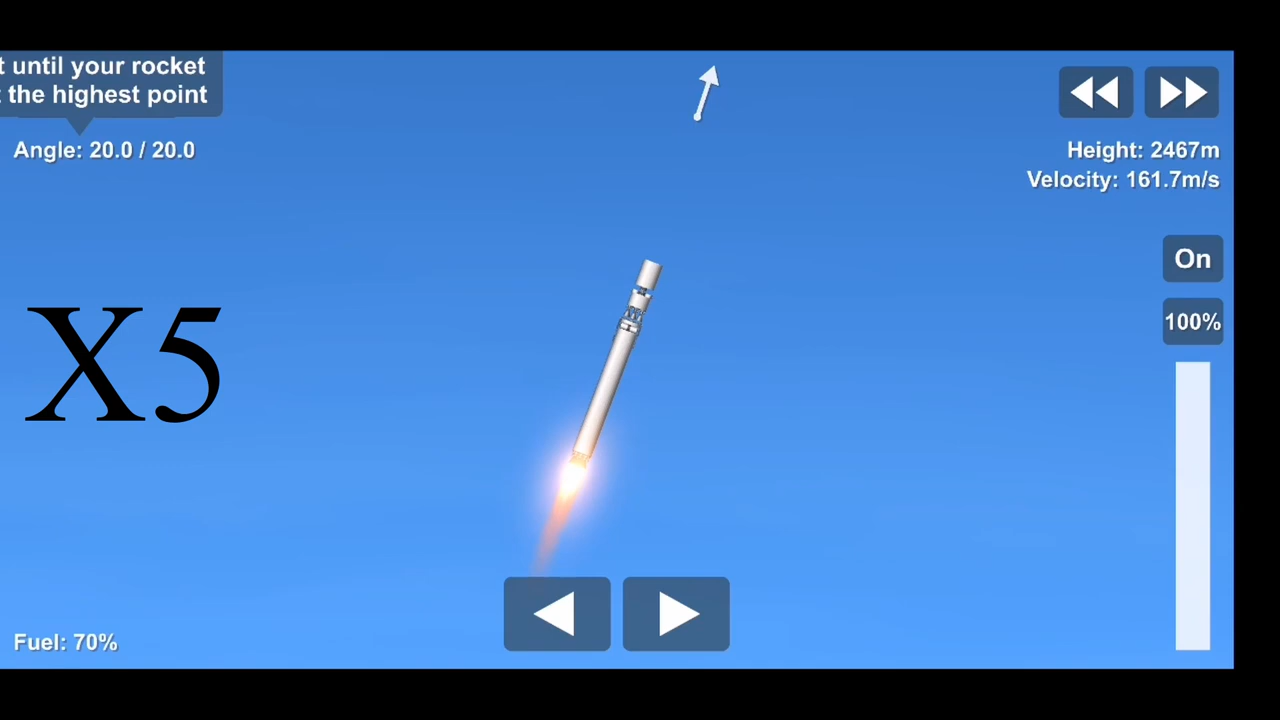 t until your rocket
t the highest point
Angle: 20.0 / 20.0
Height: 2467m
Velocity: 161.7m/s
On
100%
X5
Fuel: 70%